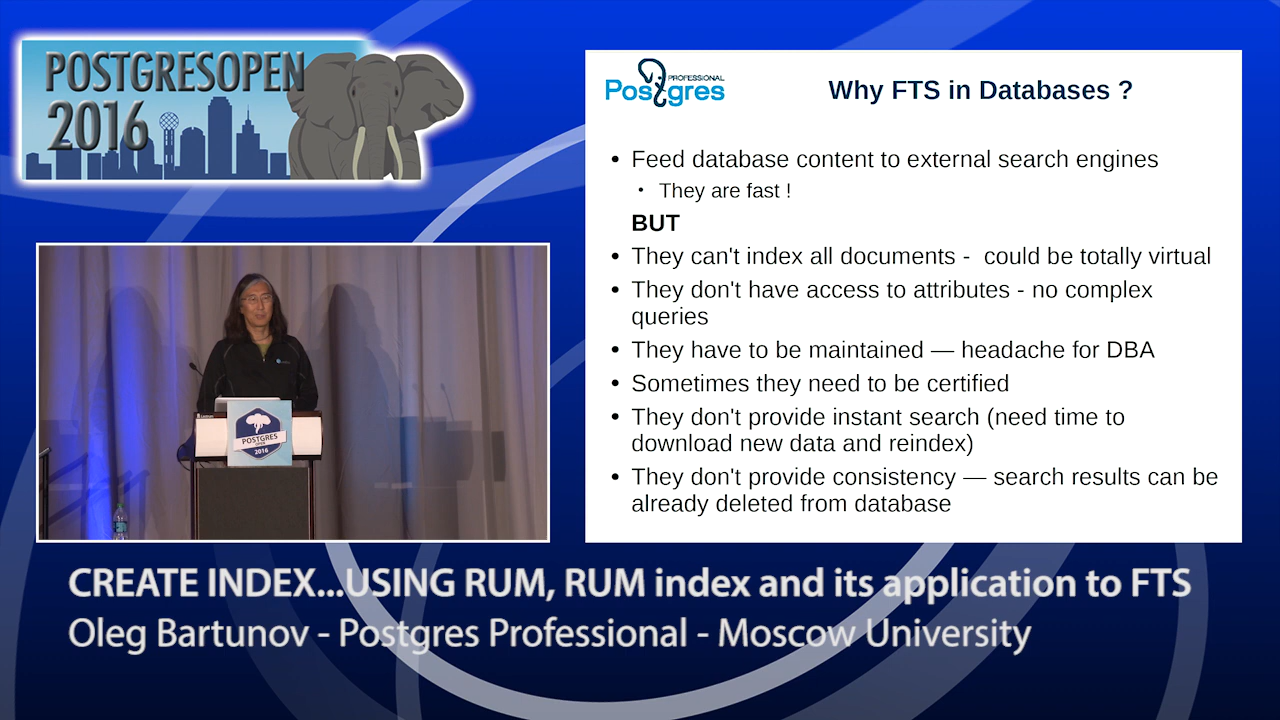 POSTGRESOPEN
2016
PROFESSIONAL
Postgres
Why FTS in Databases ?
• Feed database content to external search engines
• They are fast !
BUT
• They can't index all documents - could be totally virtual
• They don't have access to attributes - no complex
queries
• They have to be maintained — headache for DBA
• Sometimes they need to be certified
• They don't provide instant search (need time to
download new data and reindex)
• They don't provide consistency — search results can be
already deleted from database
POSTGRES
OPEN
2016
CREATE INDEX...USING RUM, RUM index and its application to FTS
Oleg Bartunov - Postgres Professional - Moscow University